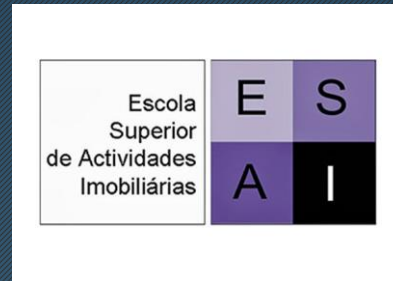 Escola
Superior
de Actividades
Imobiliárias
E S
A I